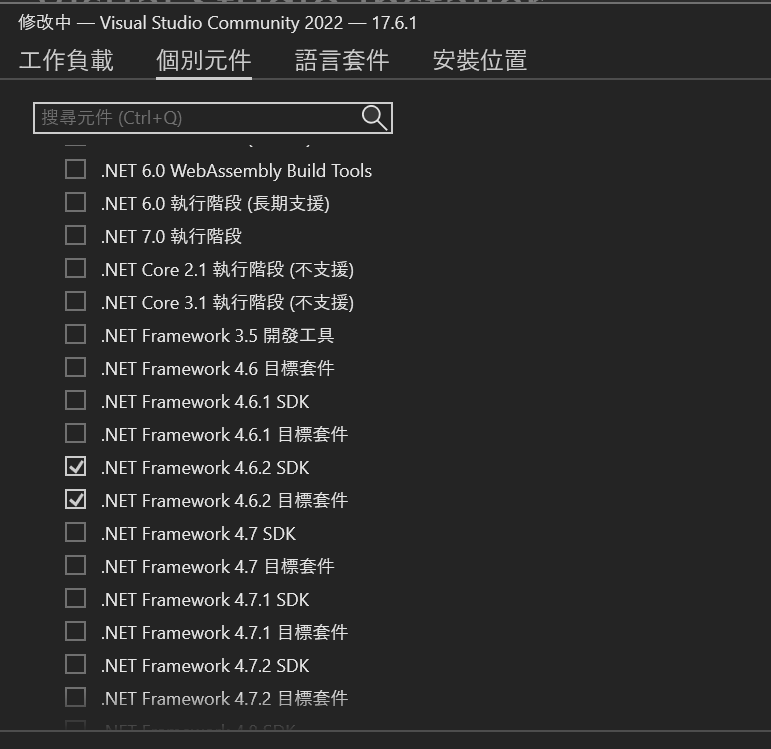 修改中 — Visual Studio Community 2022 — 17.6.1
工作負載 個別元件 語言套件 安裝位置
搜尋元件 (Ctrl+Q)
.NET 6.0 WebAssembly Build Tools
.NET 6.0 執行階段 (長期支援)
.NET 7.0 執行階段
.NET Core 2.1 執行階段 (不支援)
.NET Core 3.1 執行階段 (不支援)
.NET Framework 3.5 開發工具
.NET Framework 4.6 目標套件
.NET Framework 4.6.1 SDK
.NET Framework 4.6.1 目標套件
.NET Framework 4.6.2 SDK
.NET Framework 4.6.2 目標套件
.NET Framework 4.7 SDK
.NET Framework 4.7 目標套件
.NET Framework 4.7.1 SDK
.NET Framework 4.7.1 目標套件
.NET Framework 4.7.2 SDK
.NET Framework 4.7.2 目標套件
.NET Framework 4.8 SDK